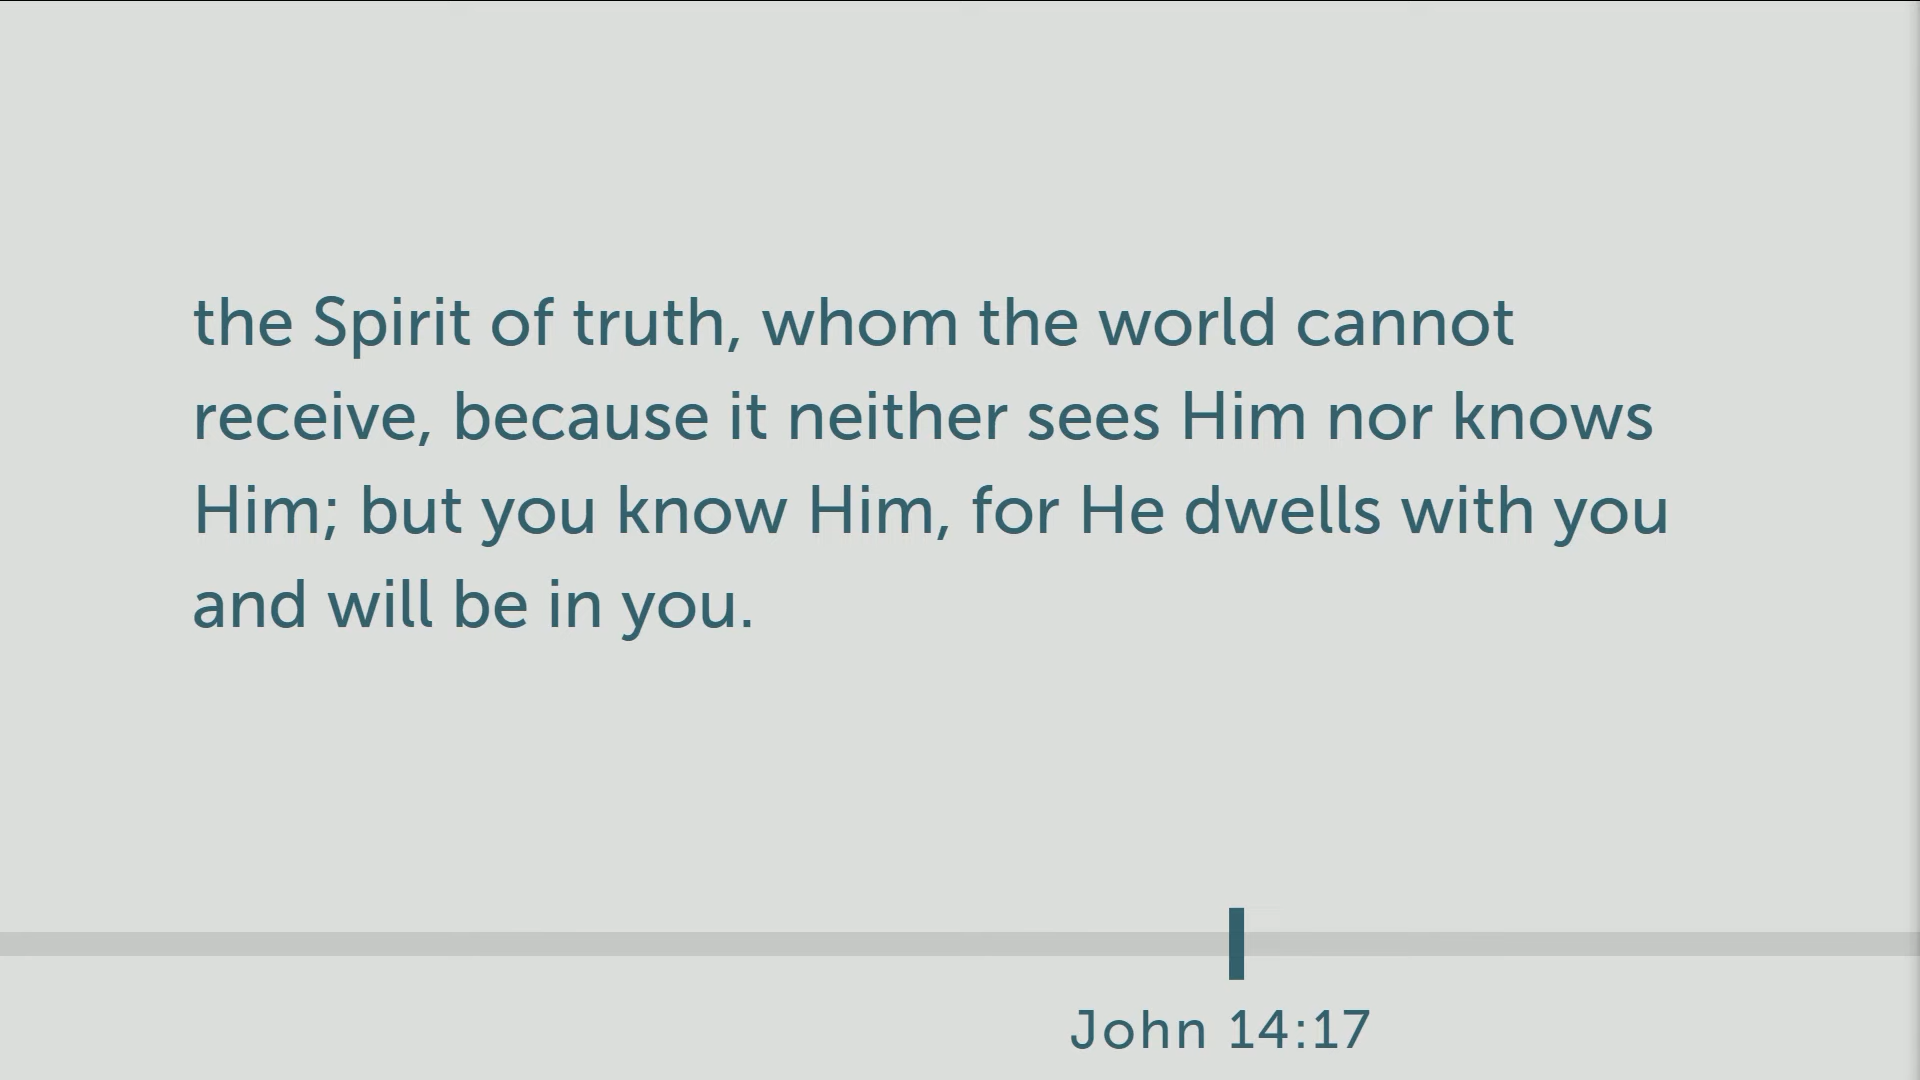 the Spirit of truth, whom the world cannot
receive, because it neither sees Him nor knows
Him; but you know Him, for He dwells with you
and will be in you.
John 14:17